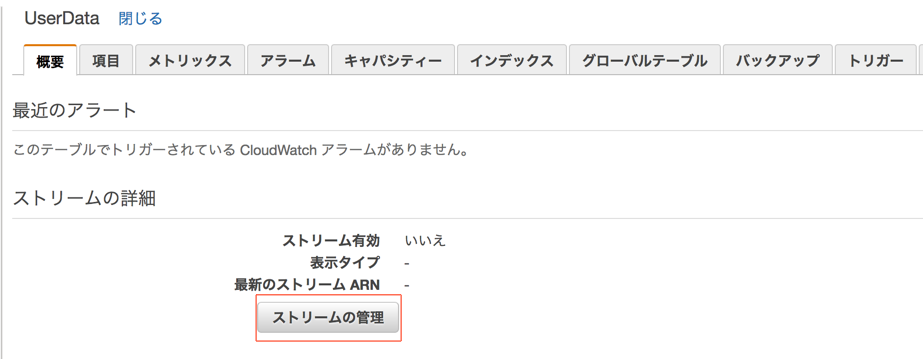 UserData 閉じる
概要 項目 メトリックス アラーム キャパシティー インデックス グローバルテーブル バックアップ トリガー
最近のアラート
このテーブルでトリガーされている CloudWatch アラームがありません。
ストリームの詳細
ストリーム有効 いいえ
表示タイプ -
最新のストリーム ARN -
ストリームの管理